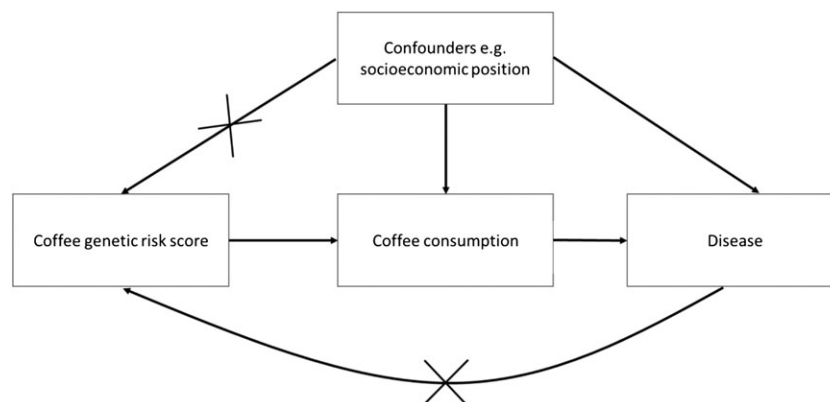 Confounders e.g.
socioeconomic position
Coffee genetic risk score
Coffee consumption
Disease